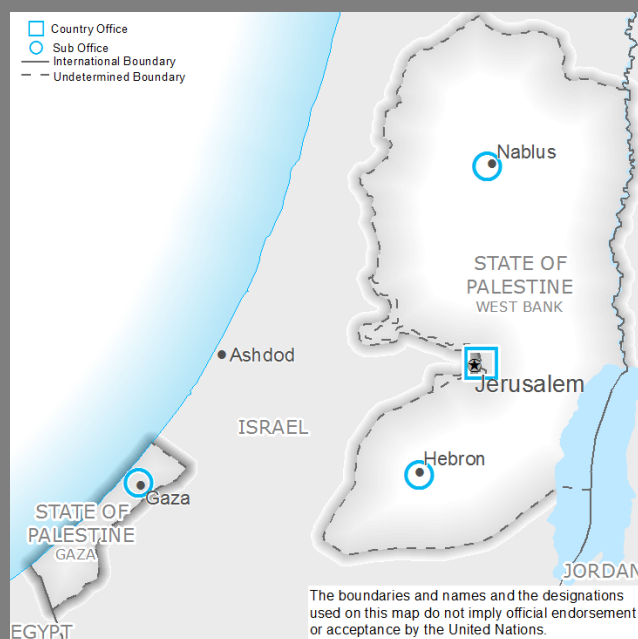 Country Office
Sub Office
International Boundary
Undetermined Boundary
Nablus
STATE OF
PALESTINE
WEST BANK
Ashdod
Jerusalem
ISRAEL
Hebron
Gaza
STATE OF
PALESTINE
GAZA
JORDAN
EGYPT
The boundaries and names and the designations
used on this map do not imply official endorsement
or acceptance by the United Nations.